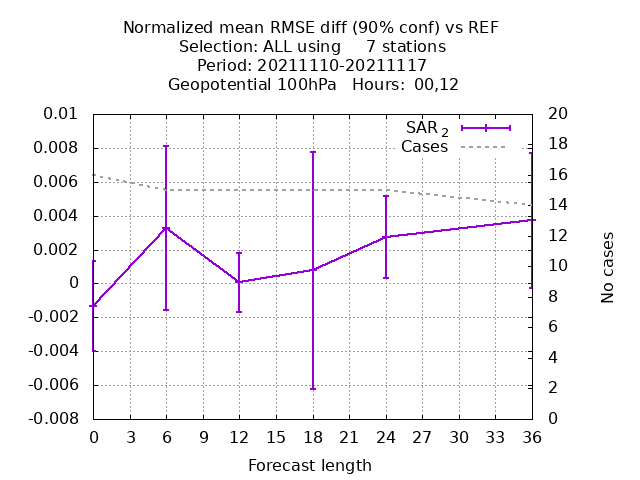 Normalized mean RMSE diff (90% conf) vs REF
Selection: ALL using 7 stations
Period: 20211110-20211117
Geopotential 100hPa Hours: 00,12
0.01
0.008
0.006
0.004
0.002
0
-0.002
-0.004
-0.006
-0.008
20
18
16
14
12
10
8
6
4
2
0
SAR 2
Cases
No cases
0 3 6 9 12 15 18 21 24 27 30 33 36
Forecast length